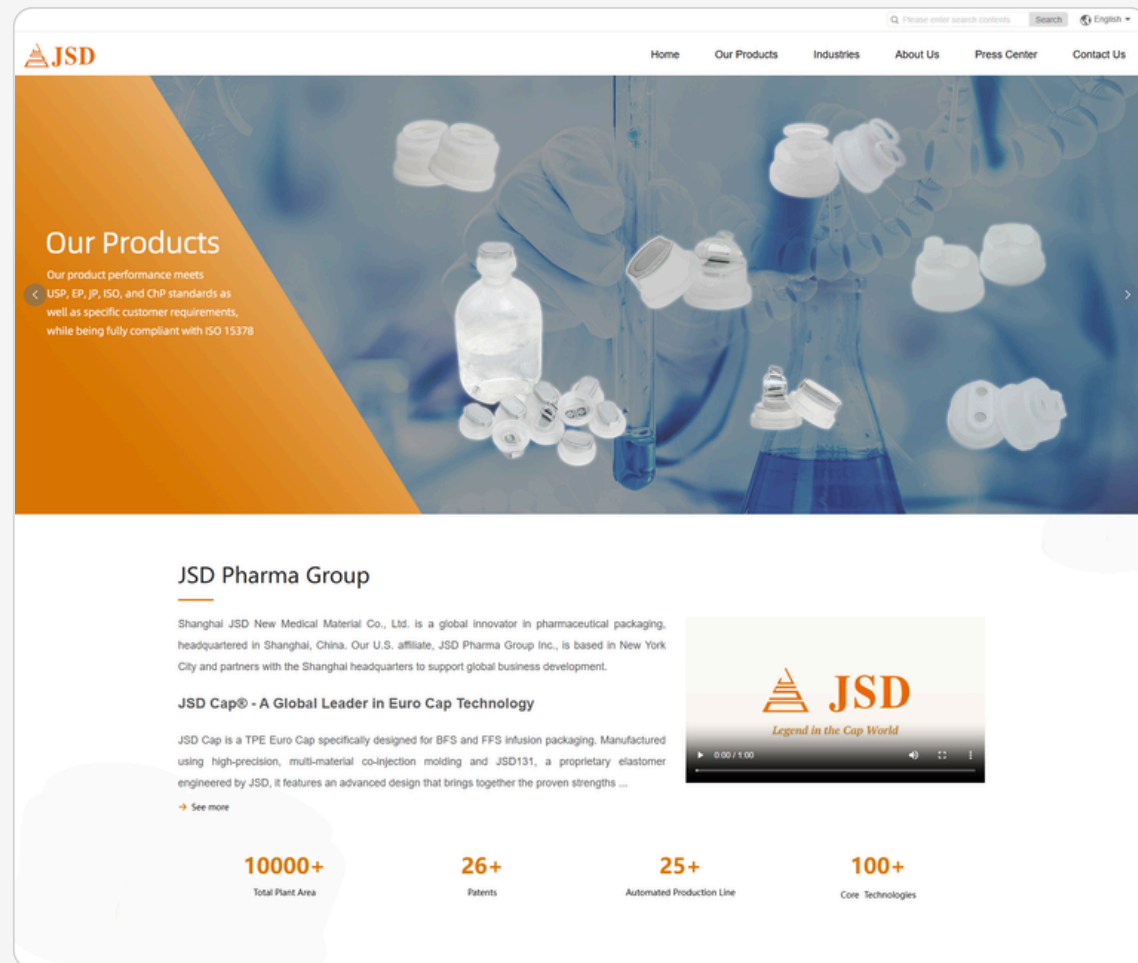 Please enter search contents
Search
English
JSD
Home
Our Products
Industries
About Us
Press Center
Contact Us
Our Products
Our product performance meets
USP, EP, JP, ISO, and ChP standards as
well as specific customer requirements,
while being fully compliant with ISO 15378
JSD Pharma Group
Shanghai JSD New Medical Material Co., Ltd. is a global innovator in pharmaceutical packaging,
headquartered in Shanghai, China. Our U.S. affiliate, JSD Pharma Group Inc., is based in New York
City and partners with the Shanghai headquarters to support global business development.
JSD Cap® - A Global Leader in Euro Cap Technology
JSD Cap is a TPE Euro Cap specifically designed for BFS and FFS infusion packaging. Manufactured
using high-precision, multi-material co-injection molding and JSD131, a proprietary elastomer
engineered by JSD, it features an advanced design that brings together the proven strengths ...
See more
JSD
Legend in the Cap World
0:00 / 1:00
10000+
Total Plant Area
26+
Patents
25+
Automated Production Line
100+
Core Technologies